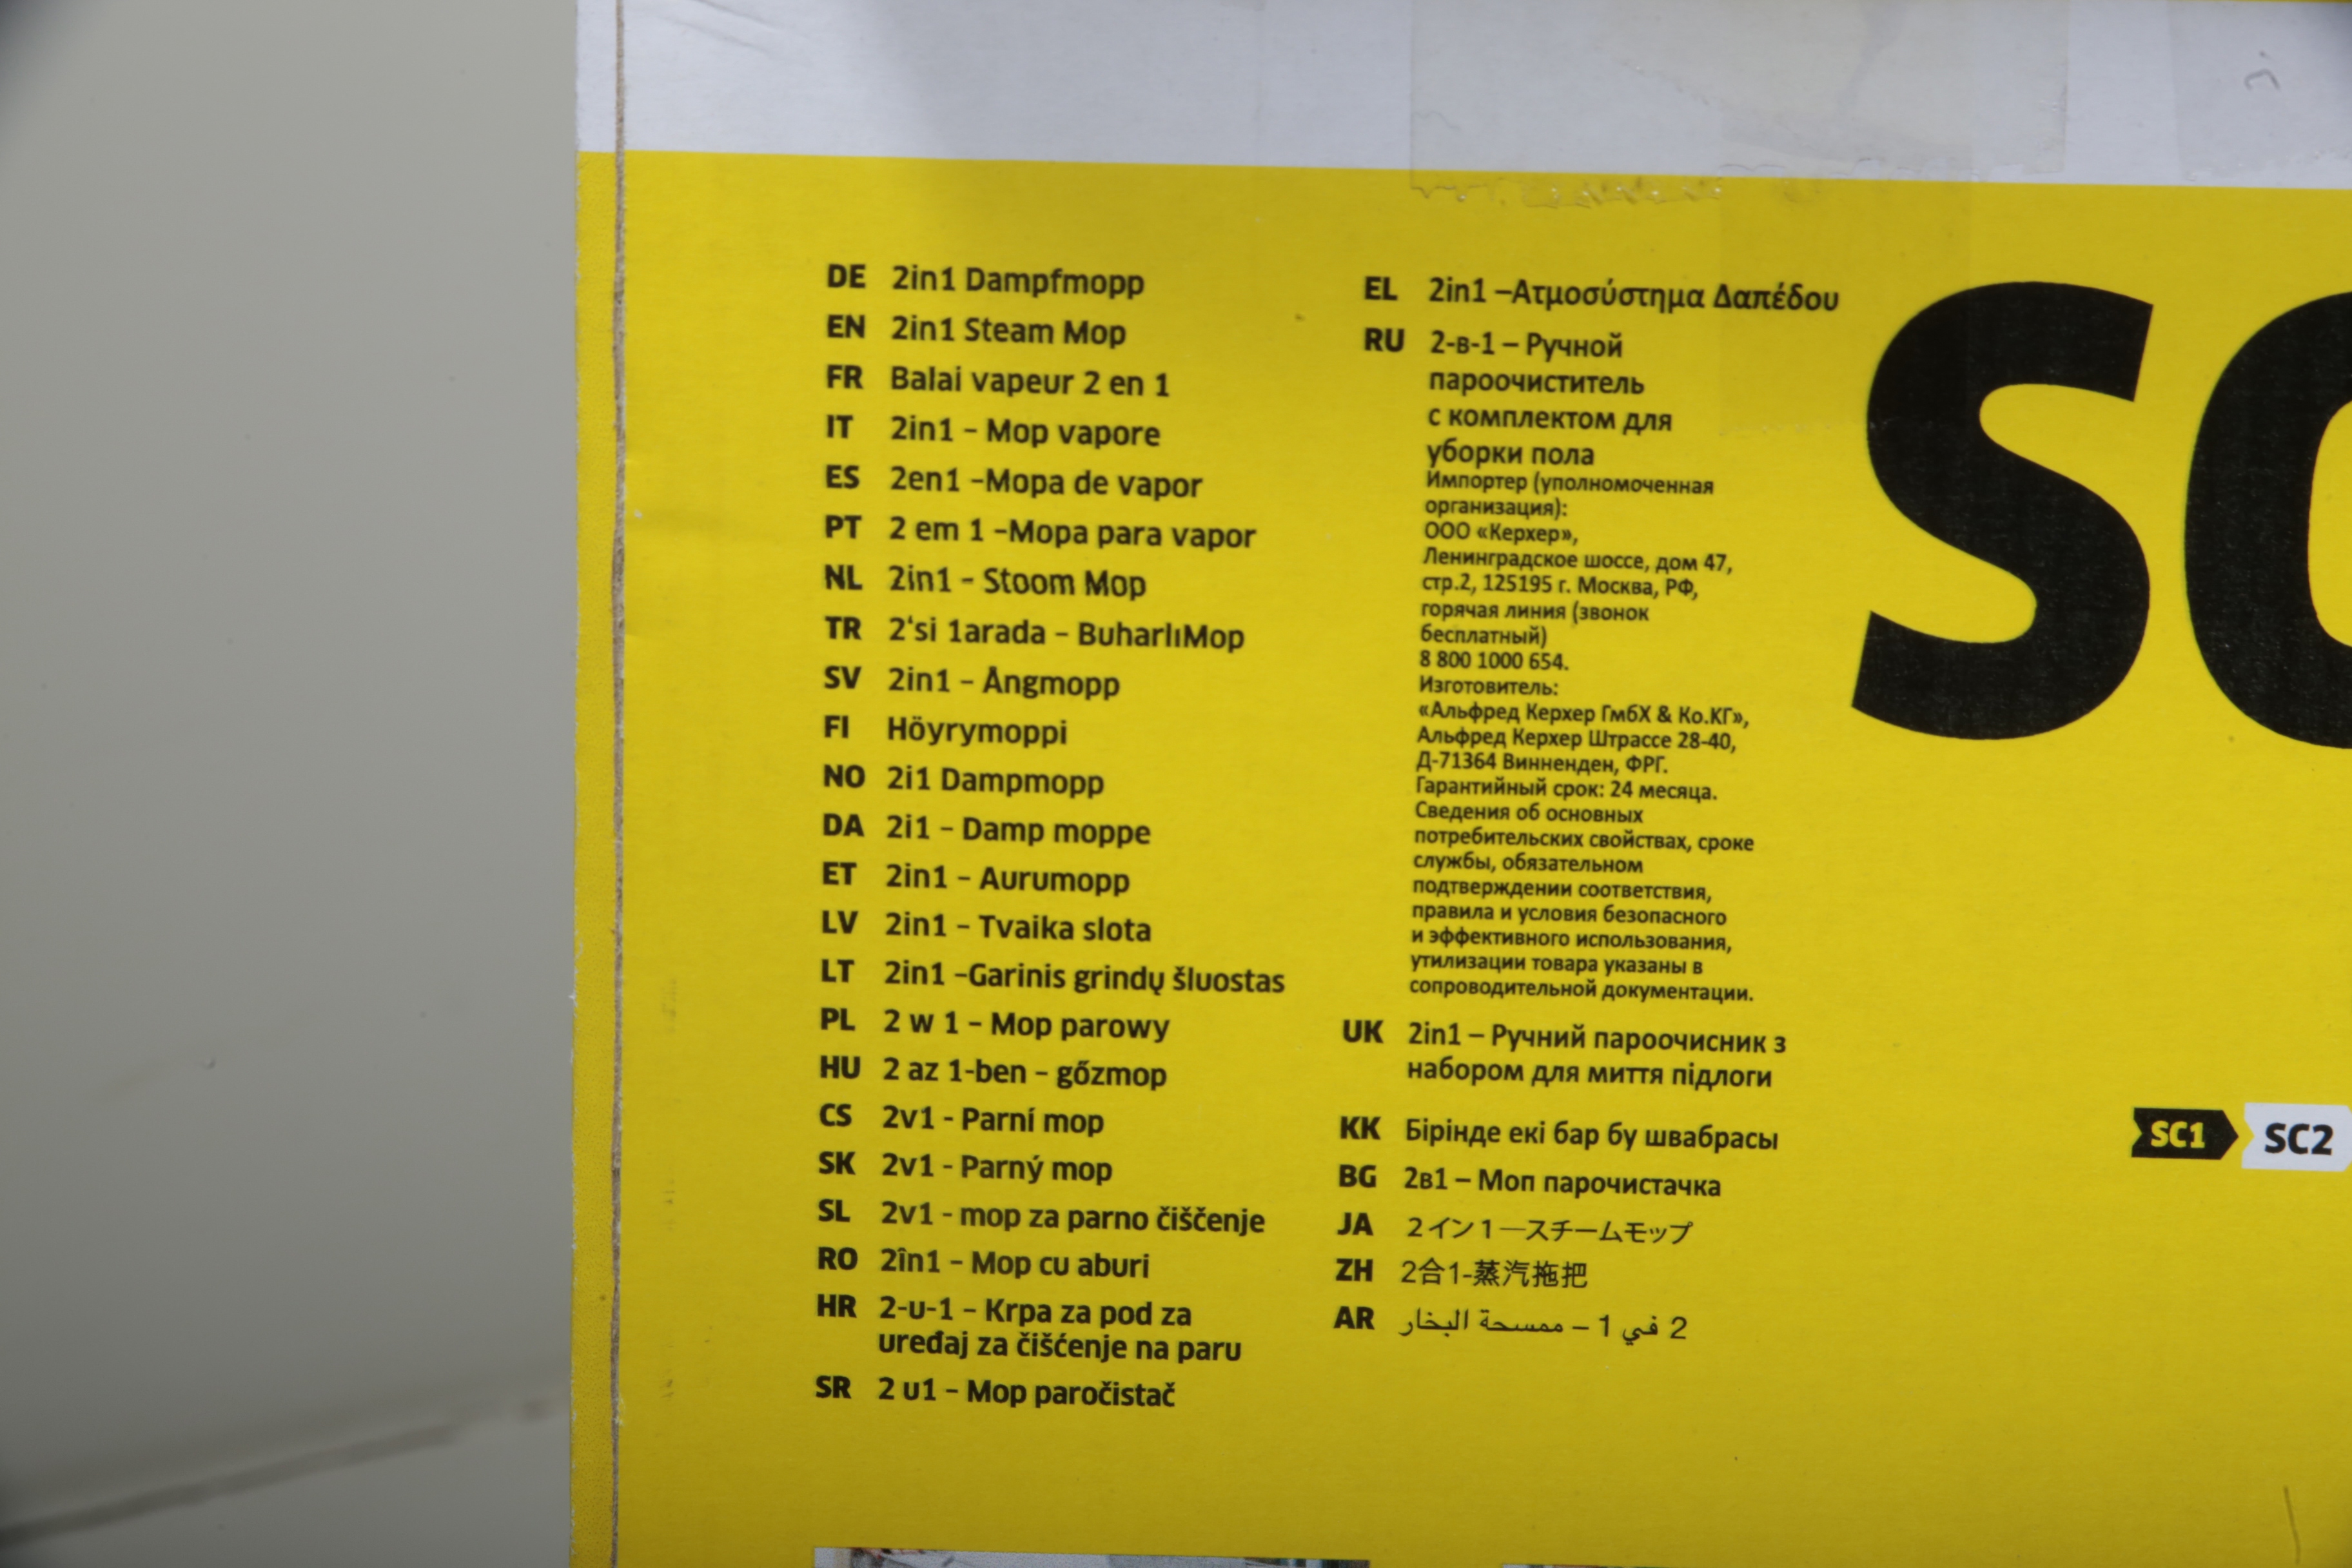 DE 2in1 Dampfmopp
EN 2in1 Steam Mop
FR Balai vapeur 2 en 1
IT 2in1 – Mop vapore
ES 2en1 –Mopa de vapor
PT 2 em 1 –Mopa para vapor
NL 2in1 – Stoom Mop
TR 2‘si 1arada – BuharlıMop
SV 2in1 – Ångmopp
FI Höyrymoppi
NO 2i1 Dampmopp
DA 2i1 – Damp moppe
ET 2in1 – Aurumopp
LV 2in1 – Tvaika slota
LT 2in1 –Garinis grindų šluostas
PL 2 w 1 – Mop parowy
HU 2 az 1-ben – gőzmop
CS 2v1 - Parní mop
SK 2v1 - Parný mop
SL 2v1 - mop za parno čiščenje
RO 2în1 – Mop cu aburi
HR 2-u-1 – Krpa za pod za
uređaj za čišćenje na paru
SR 2 u1 – Mop paročistač
EL 2in1 –Ατμοσύστημα Δαπέδου
RU 2-в-1 – Ручной
пароочиститель
с комплектом для
уборки пола
Импортер (уполномоченная
организация):
ООО «Керхер»,
Ленинградское шоссе, дом 47,
стр.2, 125195 г. Москва, РФ,
горячая линия (звонок
бесплатный)
8 800 1000 654.
Изготовитель:
«Альфред Керхер ГмбХ & Ко.КГ»,
Альфред Керхер Штрассе 28-40,
Д-71364 Винненден, ФРГ.
Гарантийный срок: 24 месяца.
Сведения об основных
потребительских свойствах, сроке
службы, обязательном
подтверждении соответствия,
правила и условия безопасного
и эффективного использования,
утилизации товара указаны в
сопроводительной документации.
UK 2in1 – Ручний пароочисник з
набором для миття підлоги
KK Бірінде екі бар бу швабрасы
BG 2в1 – Моп парочистачка
JA 2イン1—スチームモップ
ZH 2合1-蒸汽拖把
AR 2 في 1 – ممسحة البخار
SC
SC1 SC2